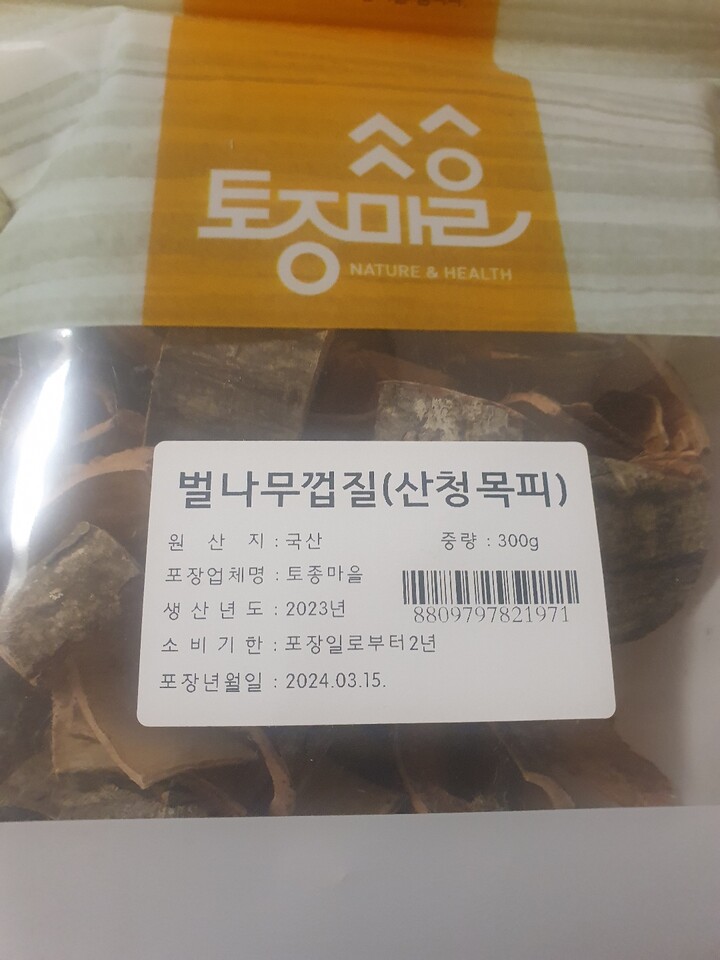 토종마을
NATURE & HEALTH
벌나무껍질(산청목피)
원 산 지 : 국산 중량 : 300g
포장업체명 : 토종마을
생 산 년 도 : 2023년
8809797821971
소 비 기 한 : 포장일로부터2년
포장년월일 : 2024.03.15.